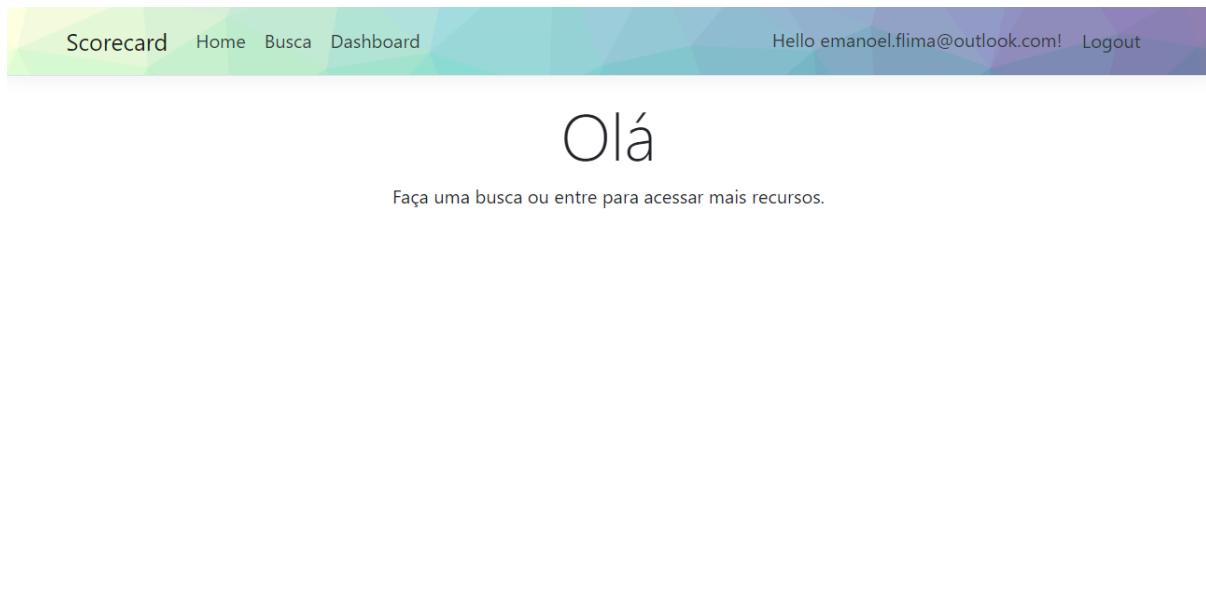 Scorecard Home Busca Dashboard Hello emanoel.flima@outlook.com! Logout
Olá
Faça uma busca ou entre para acessar mais recursos.